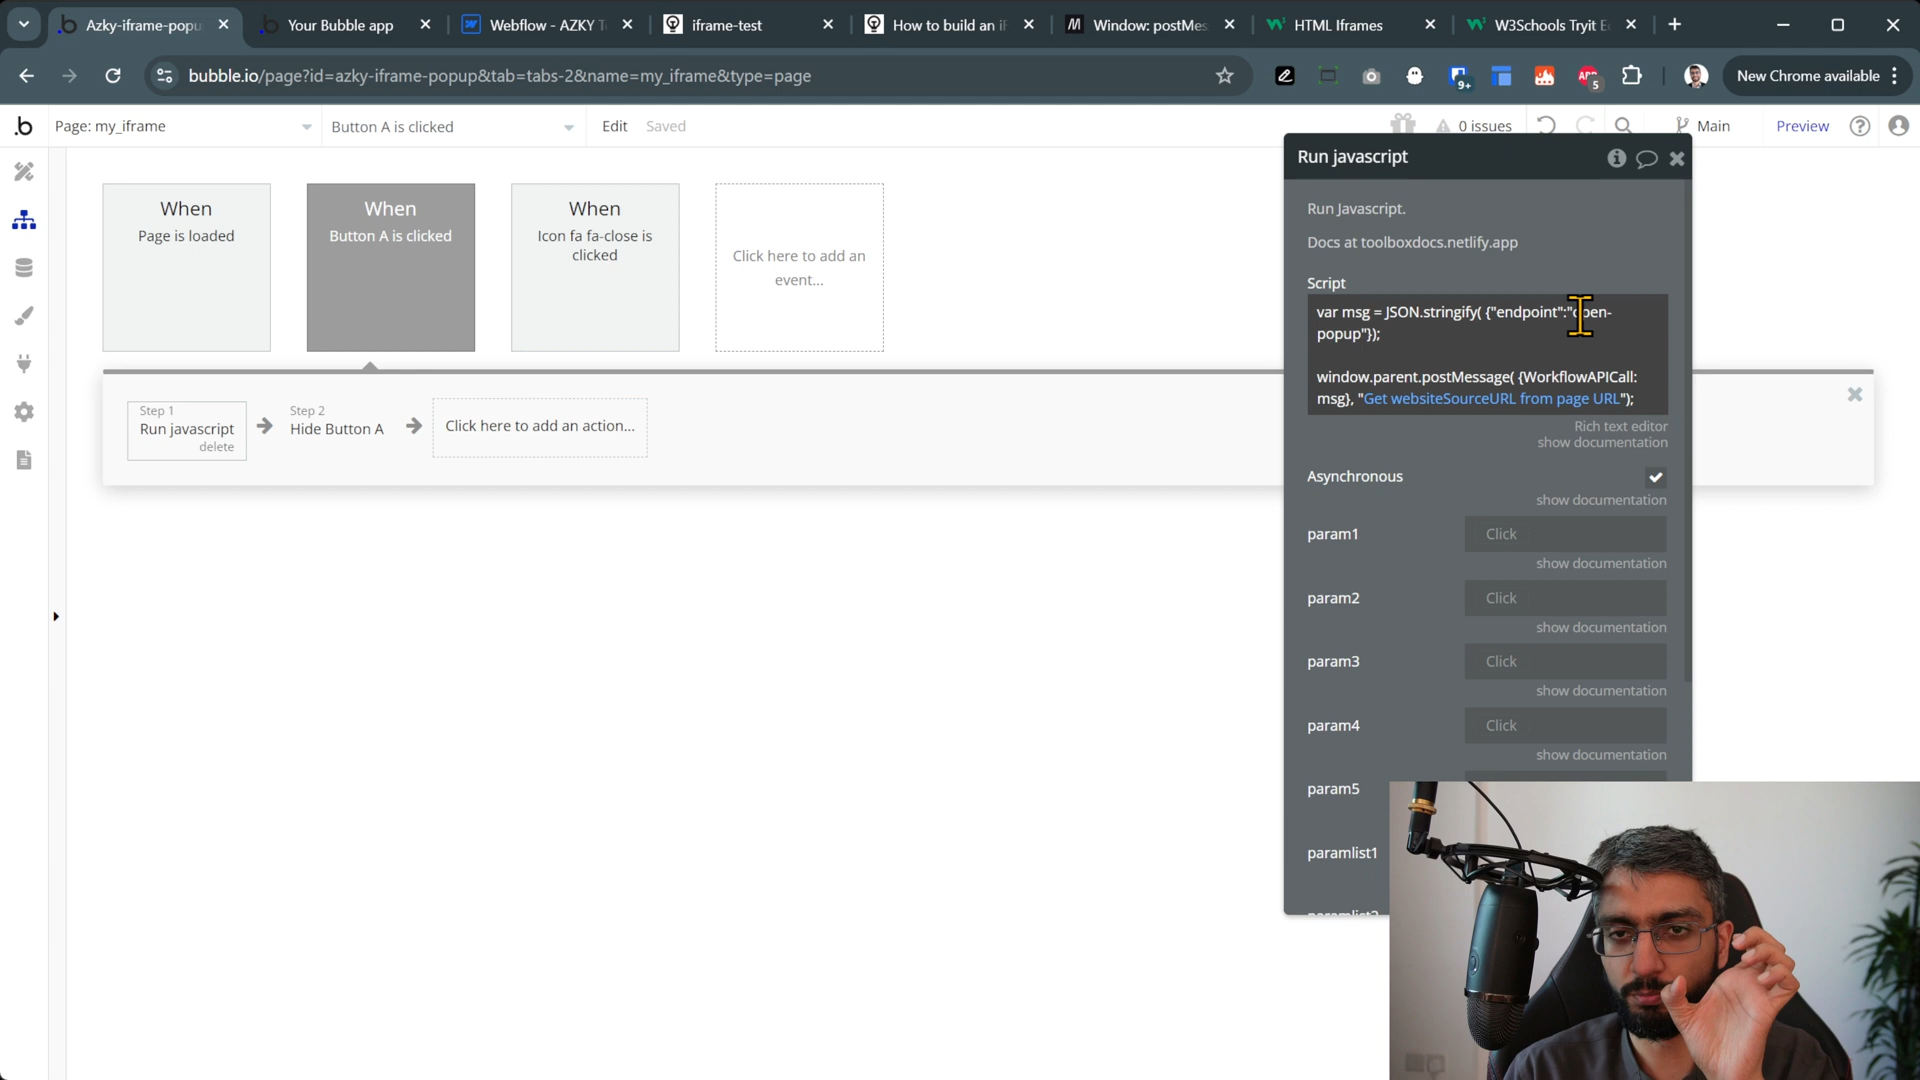 Azky-iframe-popu
Your Bubble app
Webflow - AZKY T
iframe-test
How to build an i
Window: postMes
HTML Iframes
W3Schools Tryit E
bubble.io/page?id=azky-iframe-popup&tab=tabs-2&name=my_iframe&type=page
9+
ABP
5
New Chrome available
b
Page: my_iframe
Button A is clicked
Edit
Saved
0 issues
Main
Preview
When
Page is loaded
When
Button A is clicked
When
Icon fa fa-close is
clicked
Click here to add an
event...
Step 1
Run javascript
delete
Step 2
Hide Button A
Click here to add an action...
Run javascript
Run Javascript.
Docs at toolboxdocs.netlify.app
Script
var msg = JSON.stringify( {"endpoint":"open-
popup"});
window.parent.postMessage( {WorkflowAPICall:
msg}, "Get websiteSourceURL from page URL");
Rich text editor
show documentation
Asynchronous
show documentation
param1
Click
show documentation
param2
Click
show documentation
param3
Click
show documentation
param4
Click
show documentation
param5
paramlist1